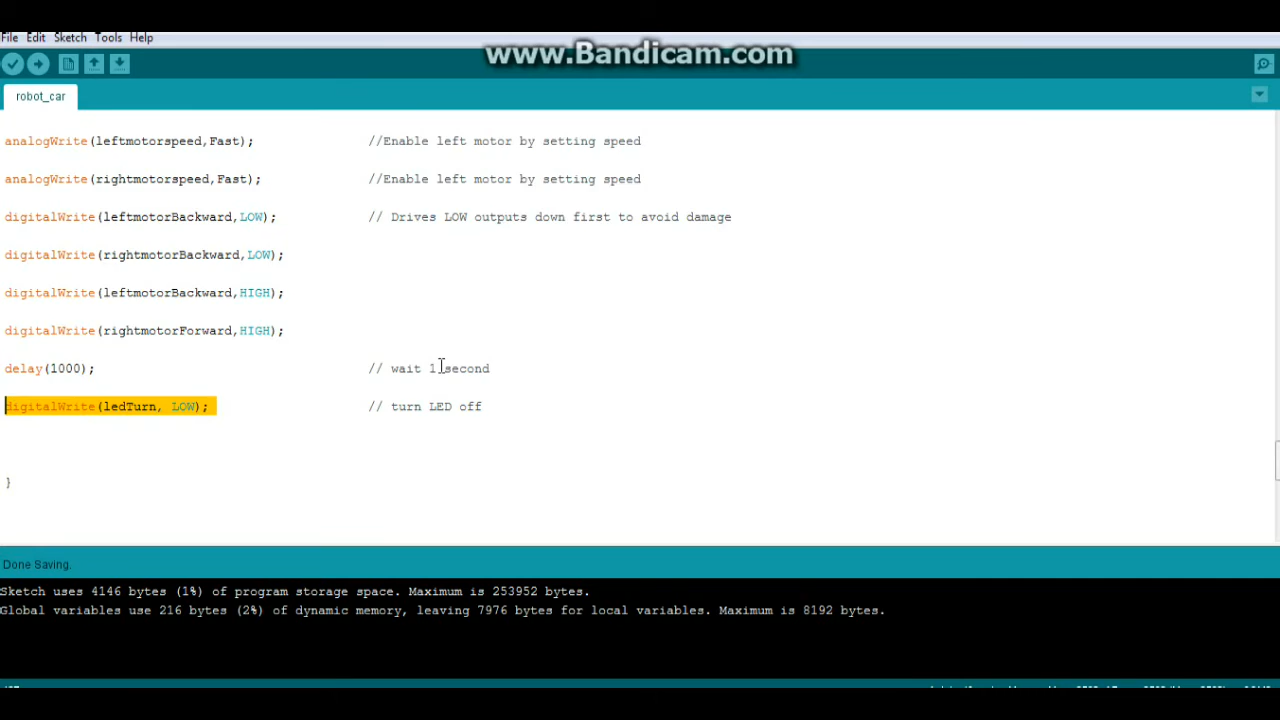 File Edit Sketch Tools Help
www.Bandicam.com
robot_car
analogWrite(leftmotorspeed,Fast); //Enable left motor by setting speed
analogWrite(rightmotorspeed,Fast); //Enable left motor by setting speed
digitalWrite(leftmotorBackward,LOW); // Drives LOW outputs down first to avoid damage
digitalWrite(rightmotorBackward,LOW);
digitalWrite(leftmotorBackward,HIGH);
digitalWrite(rightmotorForward,HIGH);
delay(1000); // wait 1 second
digitalWrite(ledTurn, LOW); // turn LED off
}
Done Saving.
Sketch uses 4146 bytes (1%) of program storage space. Maximum is 253952 bytes.
Global variables use 216 bytes (2%) of dynamic memory, leaving 7976 bytes for local variables. Maximum is 8192 bytes.